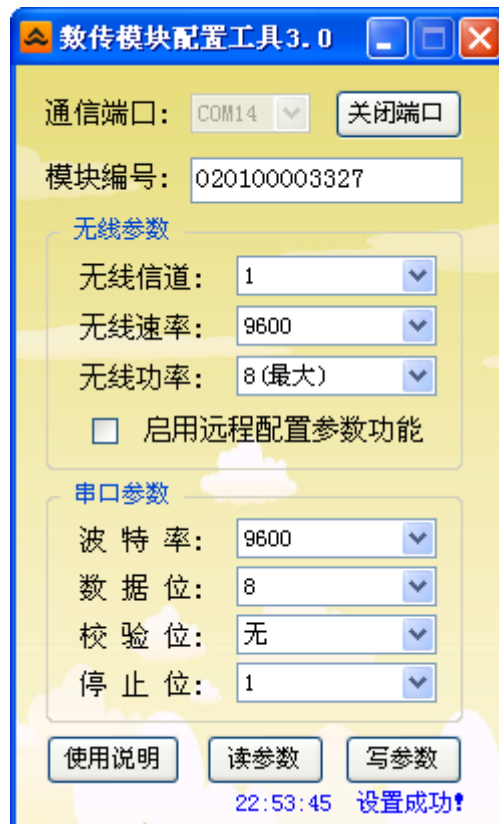 数传模块配置工具3.0
通信端口: COM14 关闭端口
模块编号: 020100003327
无线参数
无线信道: 1
无线速率: 9600
无线功率: 8(最大)
启用远程配置参数功能
串口参数
波 特 率: 9600
数 据 位: 8
校 验 位: 无
停 止 位: 1
使用说明 读参数 写参数
22:53:45 设置成功!